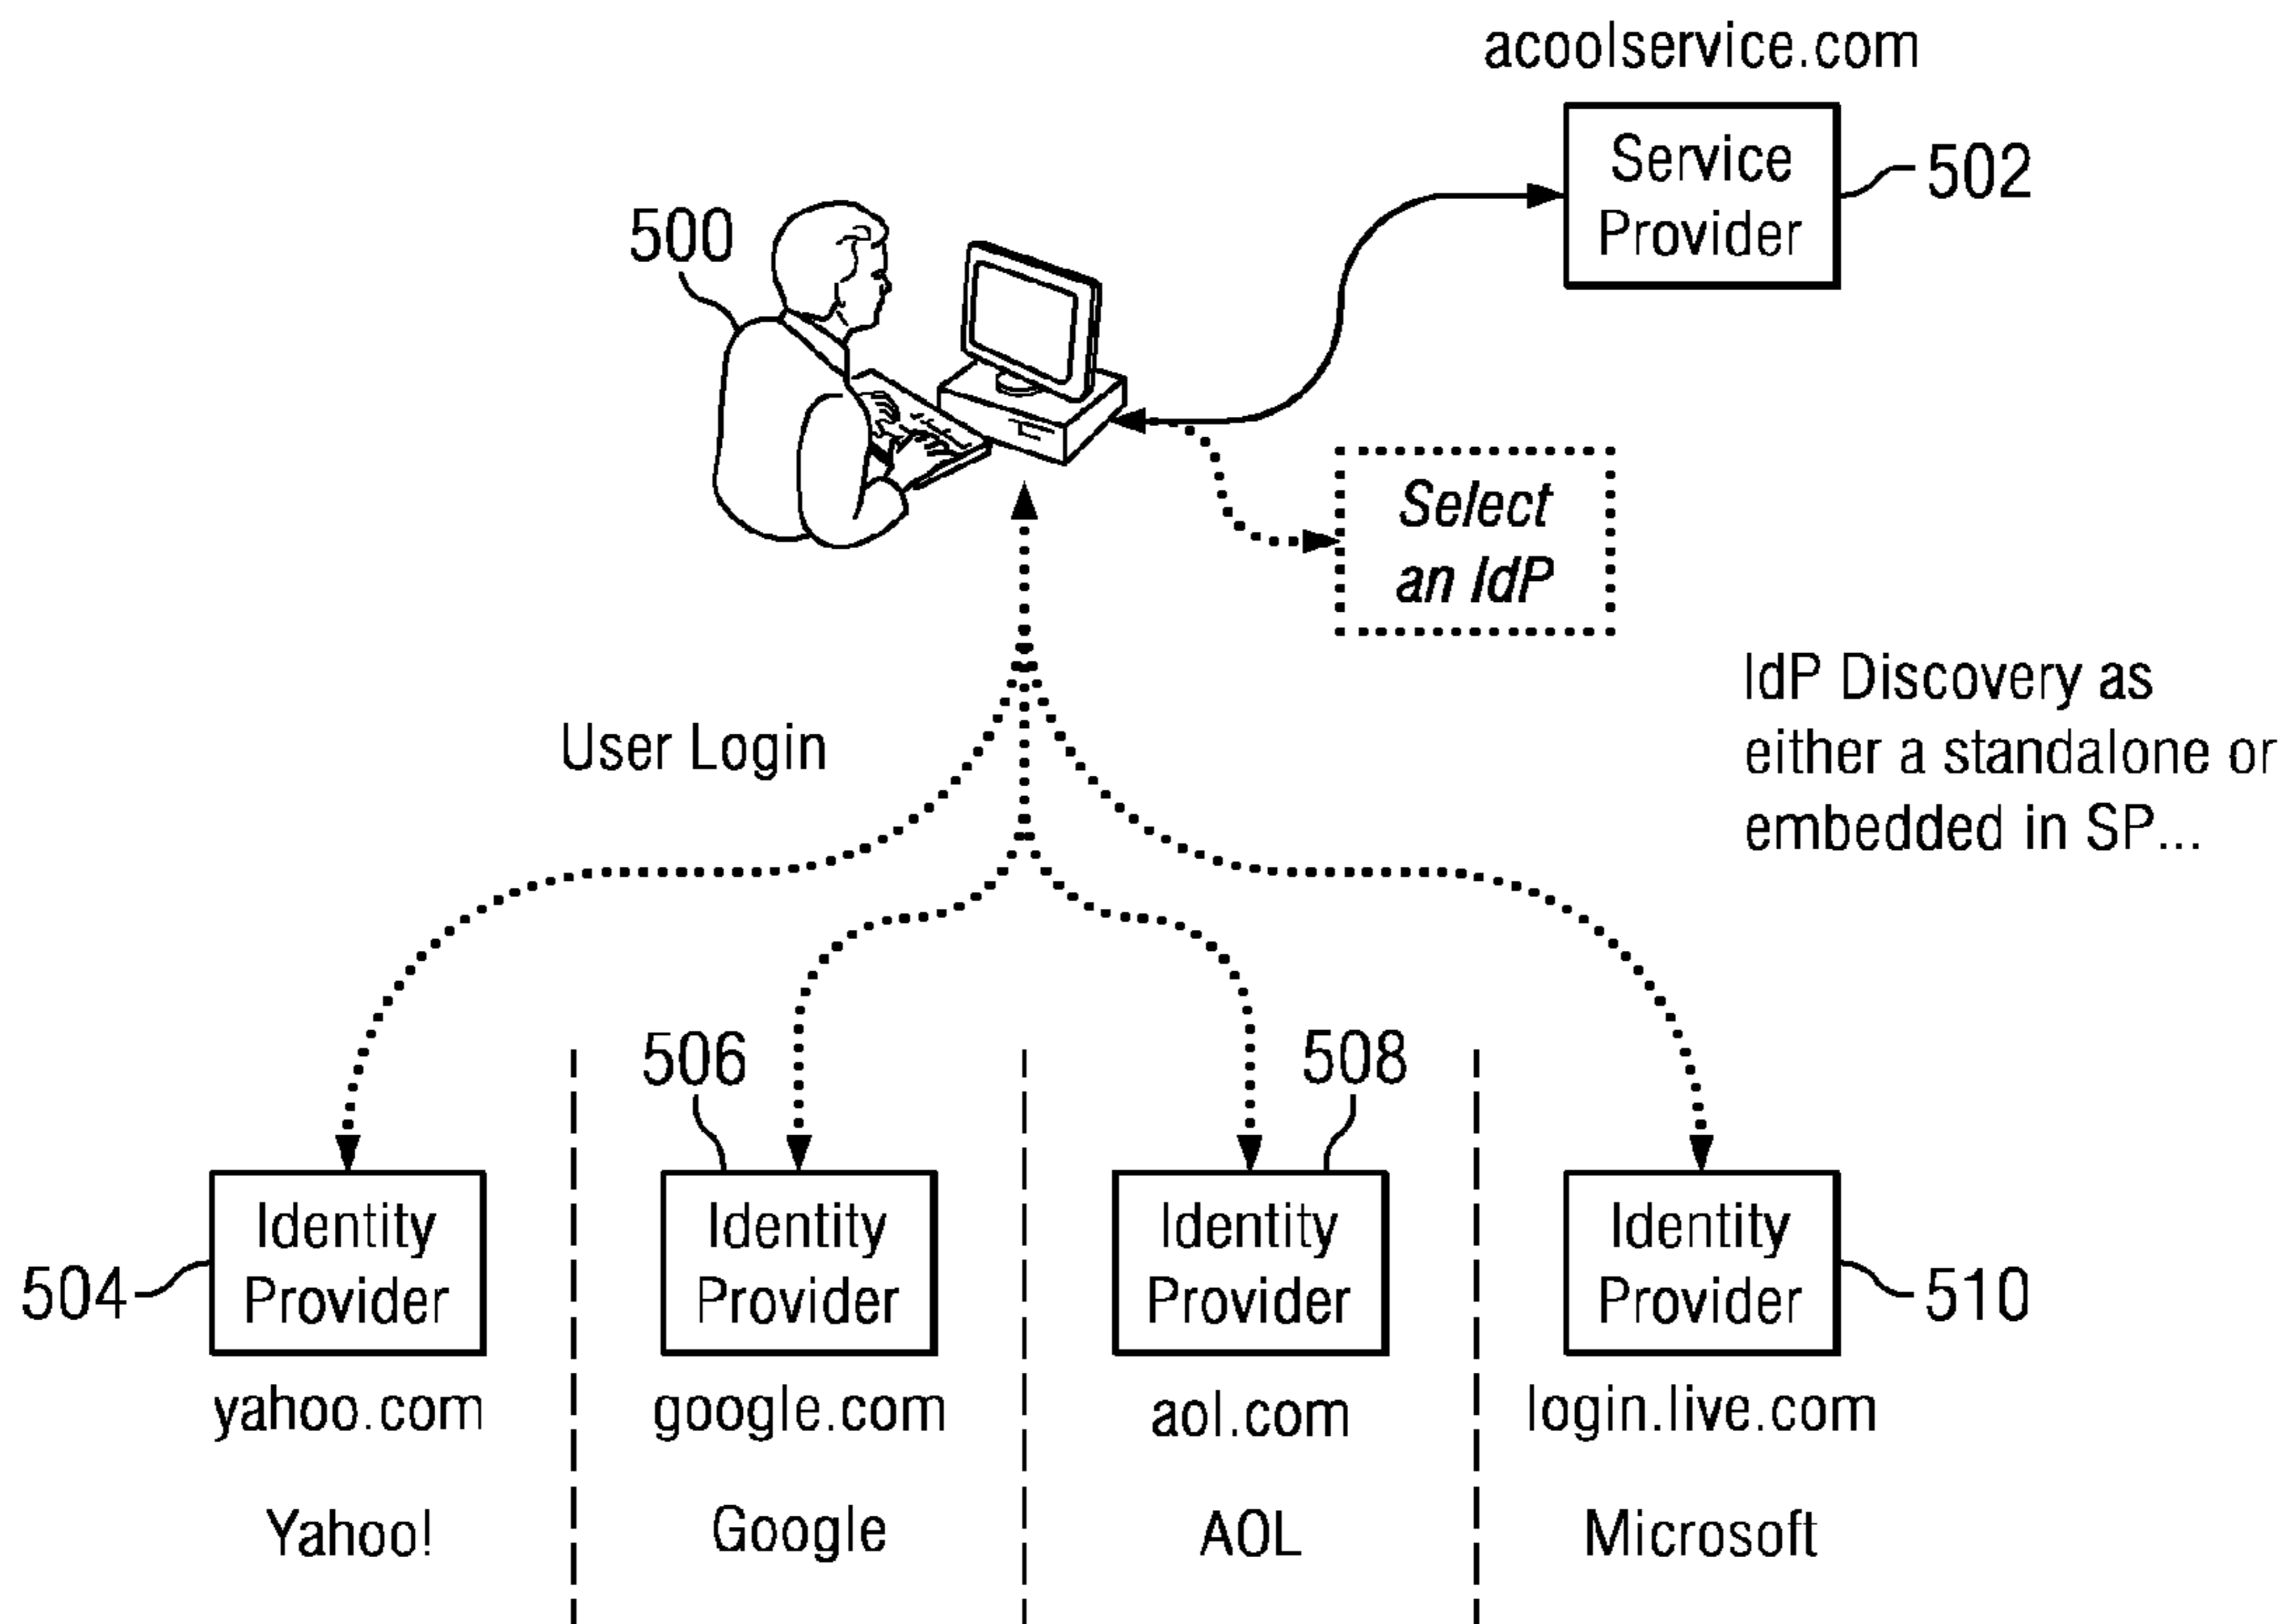 acoolservice.com
Service
Provider
502
500
Select
an IdP
IdP Discovery as
either a standalone or
embedded in SP...
User Login
506
508
504
Identity
Provider
Identity
Provider
Identity
Provider
Identity
Provider
510
yahoo.com
google.com
aol.com
login.live.com
Yahoo!
Google
AOL
Microsoft